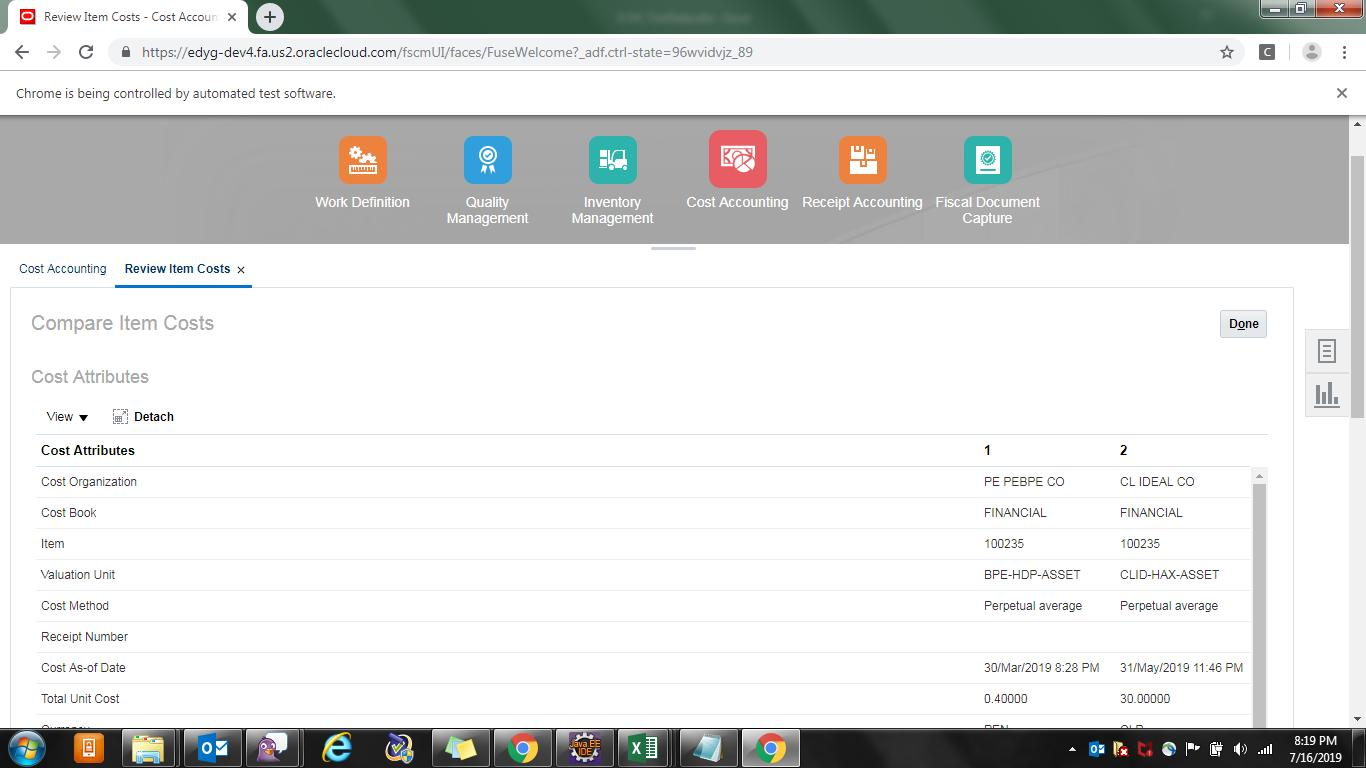 Review Item Costs - Cost Accoun
https://edyg-dev4.fa.us2.oraclecloud.com/fscmUI/faces/FuseWelcome?_adf.ctrl-state=96wvidvjz_89
C
Chrome is being controlled by automated test software.
Work Definition
Quality Management
Inventory Management
Cost Accounting
Receipt Accounting
Fiscal Document Capture
Cost Accounting
Review Item Costs
Compare Item Costs
Done
Cost Attributes
View
Detach
Cost Attributes 1 2
Cost Organization PE PEBPE CO CL IDEAL CO
Cost Book FINANCIAL FINANCIAL
Item 100235 100235
Valuation Unit BPE-HDP-ASSET CLID-HAX-ASSET
Cost Method Perpetual average Perpetual average
Receipt Number
Cost As-of Date 30/Mar/2019 8:28 PM 31/May/2019 11:46 PM
Total Unit Cost 0.40000 30.00000
Java EE
IDE
8:19 PM
7/16/2019